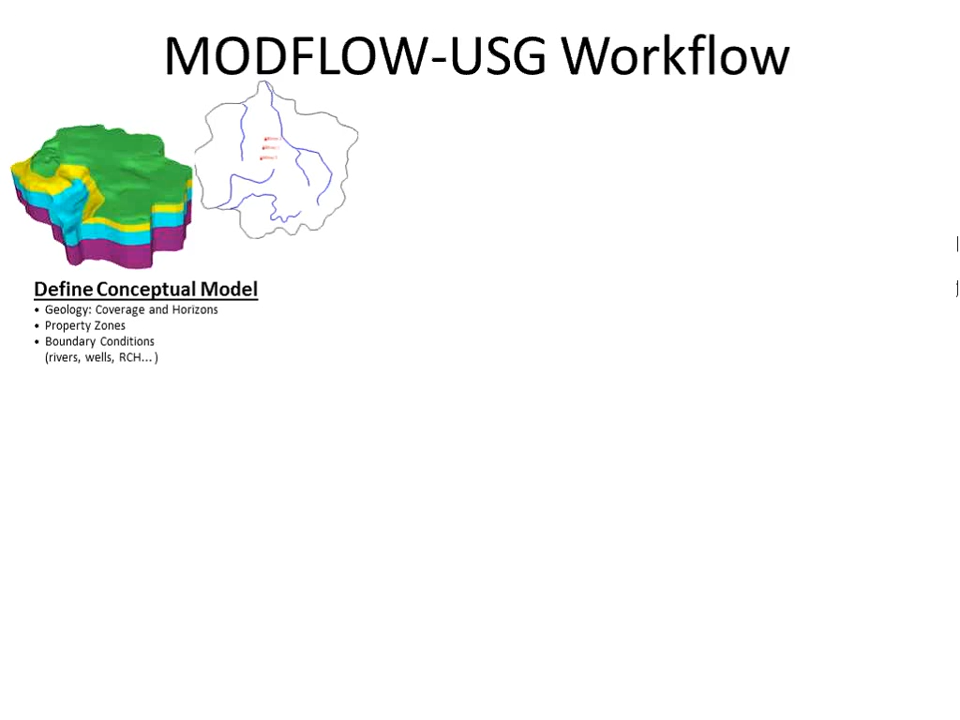 MODFLOW-USG Workflow
Define Conceptual Model
• Geology: Coverage and Horizons
• Property Zones
• Boundary Conditions
(rivers, wells, RCH... )